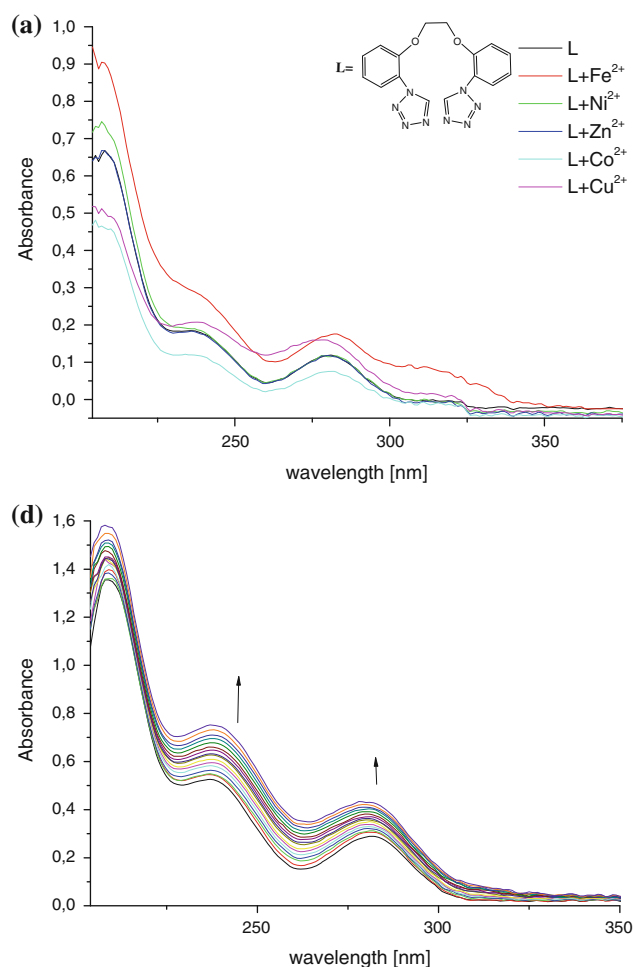 (a)
1,0
0,9
0,8
0,7
0,6
0,5
0,4
0,3
0,2
0,1
0,0
Absorbance
250
300
350
wavelength [nm]
L=
O
O
N
N
N
N
N
N
N
N
L
L+Fe²⁺
L+Ni²⁺
L+Zn²⁺
L+Co²⁺
L+Cu²⁺
(d)
1,6
1,4
1,2
1,0
0,8
0,6
0,4
0,2
0,0
Absorbance
250
300
350
wavelength [nm]